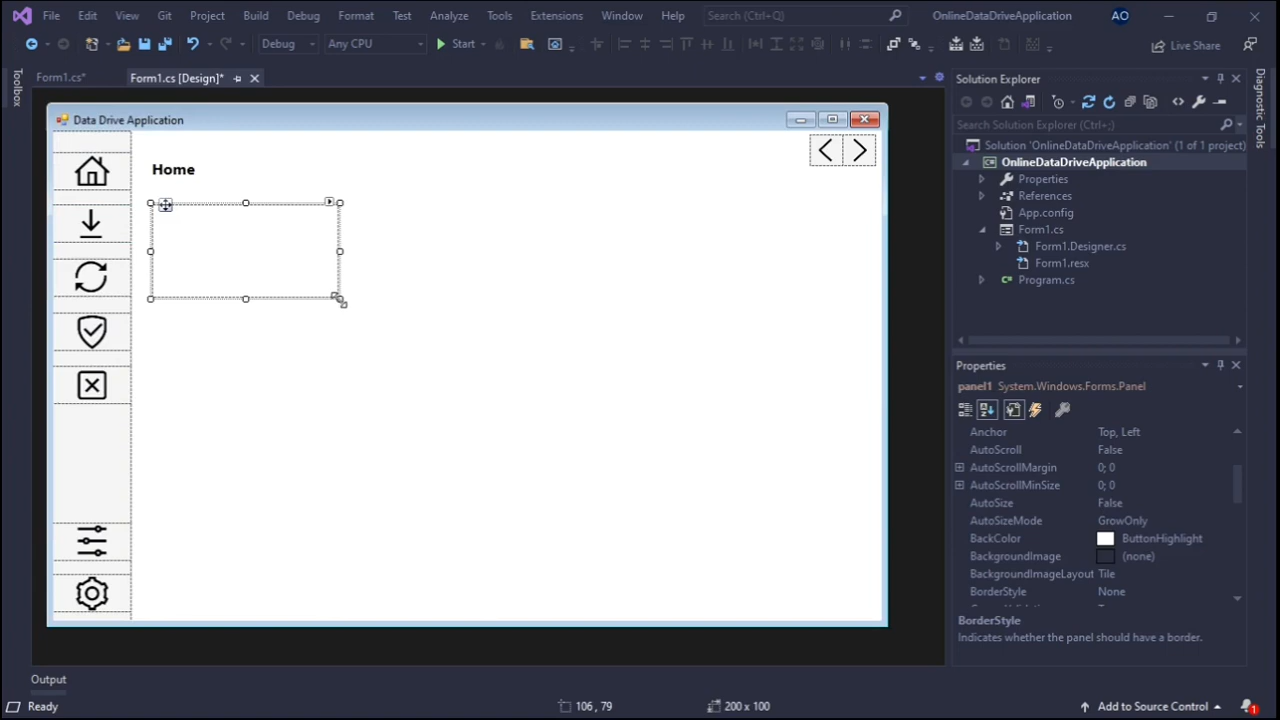 File Edit View Git Project Build Debug Format Test Analyze Tools Extensions Window Help Search (Ctrl+;) OnlineDataDriveApplication AO
Debug Any CPU Start Live Share
Form1.cs* Form1.cs [Design]*
Toolbox
Data Drive Application
Home
Solution Explorer
Search Solution Explorer (Ctrl+;)
Solution 'OnlineDataDriveApplication' (1 of 1 project)
OnlineDataDriveApplication
Properties
References
App.config
Form1.cs
Form1.Designer.cs
Form1.resx
Program.cs
Diagnostic Tools
Properties
panel1 System.Windows.Forms.Panel
Anchor Top, Left
AutoScroll False
AutoScrollMargin 0; 0
AutoScrollMinSize 0; 0
AutoSize False
AutoSizeMode GrowOnly
BackColor ButtonHighlight
BackgroundImage (none)
BackgroundImageLayout Tile
BorderStyle None
BorderStyle
Indicates whether the panel should have a border.
Output
Ready 106 , 79 200 x 100 Add to Source Control 1